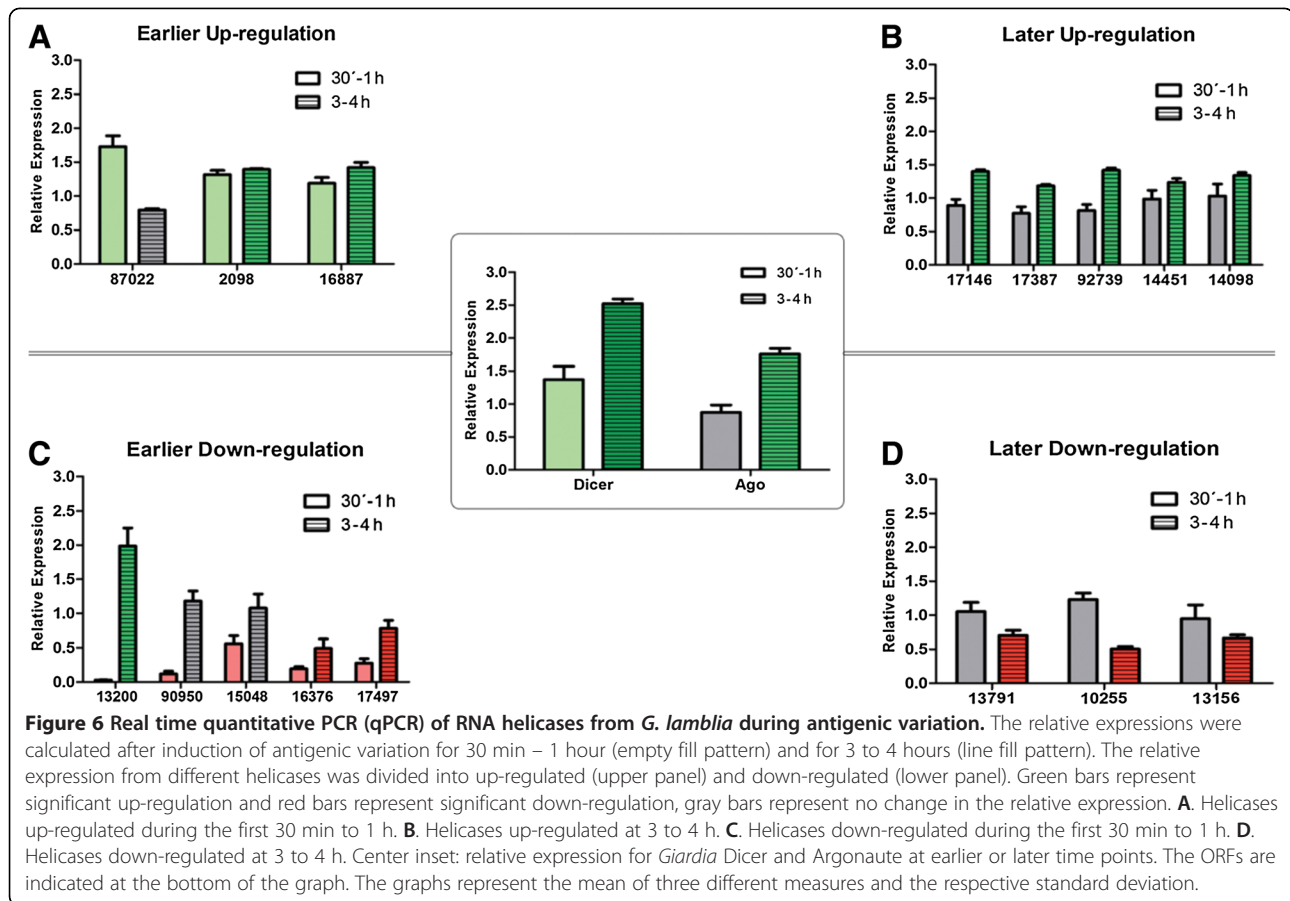 A
Earlier Up-regulation
Relative Expression
3.0
2.5
2.0
1.5
1.0
0.5
0.0
30´-1h
3-4h
87022 2098 16887
B
Later Up-regulation
Relative Expression
3.0
2.5
2.0
1.5
1.0
0.5
0.0
30´-1h
3-4h
17146 17387 92739 14451 14098
Relative Expression
3.0
2.5
2.0
1.5
1.0
0.5
0.0
30´-1h
3-4h
Dicer Ago
C
Earlier Down-regulation
Relative Expression
3.0
2.5
2.0
1.5
1.0
0.5
0.0
30´-1h
3-4h
13200 90950 15048 16376 17497
D
Later Down-regulation
Relative Expression
3.0
2.5
2.0
1.5
1.0
0.5
0.0
30´-1h
3-4h
13791 10255 13156
Figure 6 Real time quantitative PCR (qPCR) of RNA helicases from G. lamblia during antigenic variation. The relative expressions were
calculated after induction of antigenic variation for 30 min – 1 hour (empty fill pattern) and for 3 to 4 hours (line fill pattern). The relative
expression from different helicases was divided into up-regulated (upper panel) and down-regulated (lower panel). Green bars represent
significant up-regulation and red bars represent significant down-regulation, gray bars represent no change in the relative expression. A. Helicases
up-regulated during the first 30 min to 1 h. B. Helicases up-regulated at 3 to 4 h. C. Helicases down-regulated during the first 30 min to 1 h. D.
Helicases down-regulated at 3 to 4 h. Center inset: relative expression for Giardia Dicer and Argonaute at earlier or later time points. The ORFs are
indicated at the bottom of the graph. The graphs represent the mean of three different measures and the respective standard deviation.